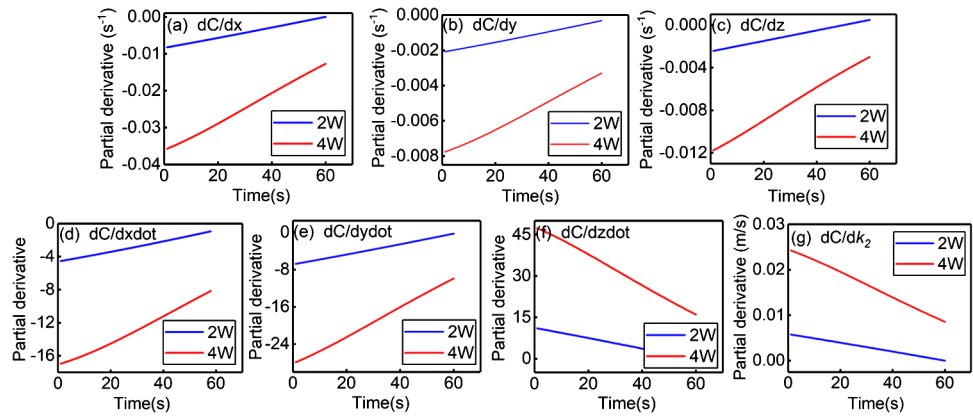 (a) dC/dx
Partial derivative (s⁻¹)
0.00
-0.01
-0.02
-0.03
-0.04
0
20
40
60
80
Time(s)
2W
4W
(b) dC/dy
Partial derivative (s⁻¹)
0.000
-0.002
-0.004
-0.006
-0.008
0
20
40
60
80
Time(s)
2W
4W
(c) dC/dz
Partial derivative (s⁻¹)
0.000
-0.004
-0.008
-0.012
0
20
40
60
80
Time(s)
2W
4W
(d) dC/dxdot
Partial derivative
0
-4
-8
-12
-16
0
20
40
60
Time(s)
2W
4W
(e) dC/dydot
Partial derivative
0
-8
-16
-24
0
20
40
60
Time(s)
2W
4W
(f) dC/dzdot
Partial derivative
45
30
15
0
0
20
40
60
Time(s)
2W
4W
(g) dC/dk₂
Partial derivative (m/s)
0.03
0.02
0.01
0.00
0
20
40
60
Time(s)
2W
4W